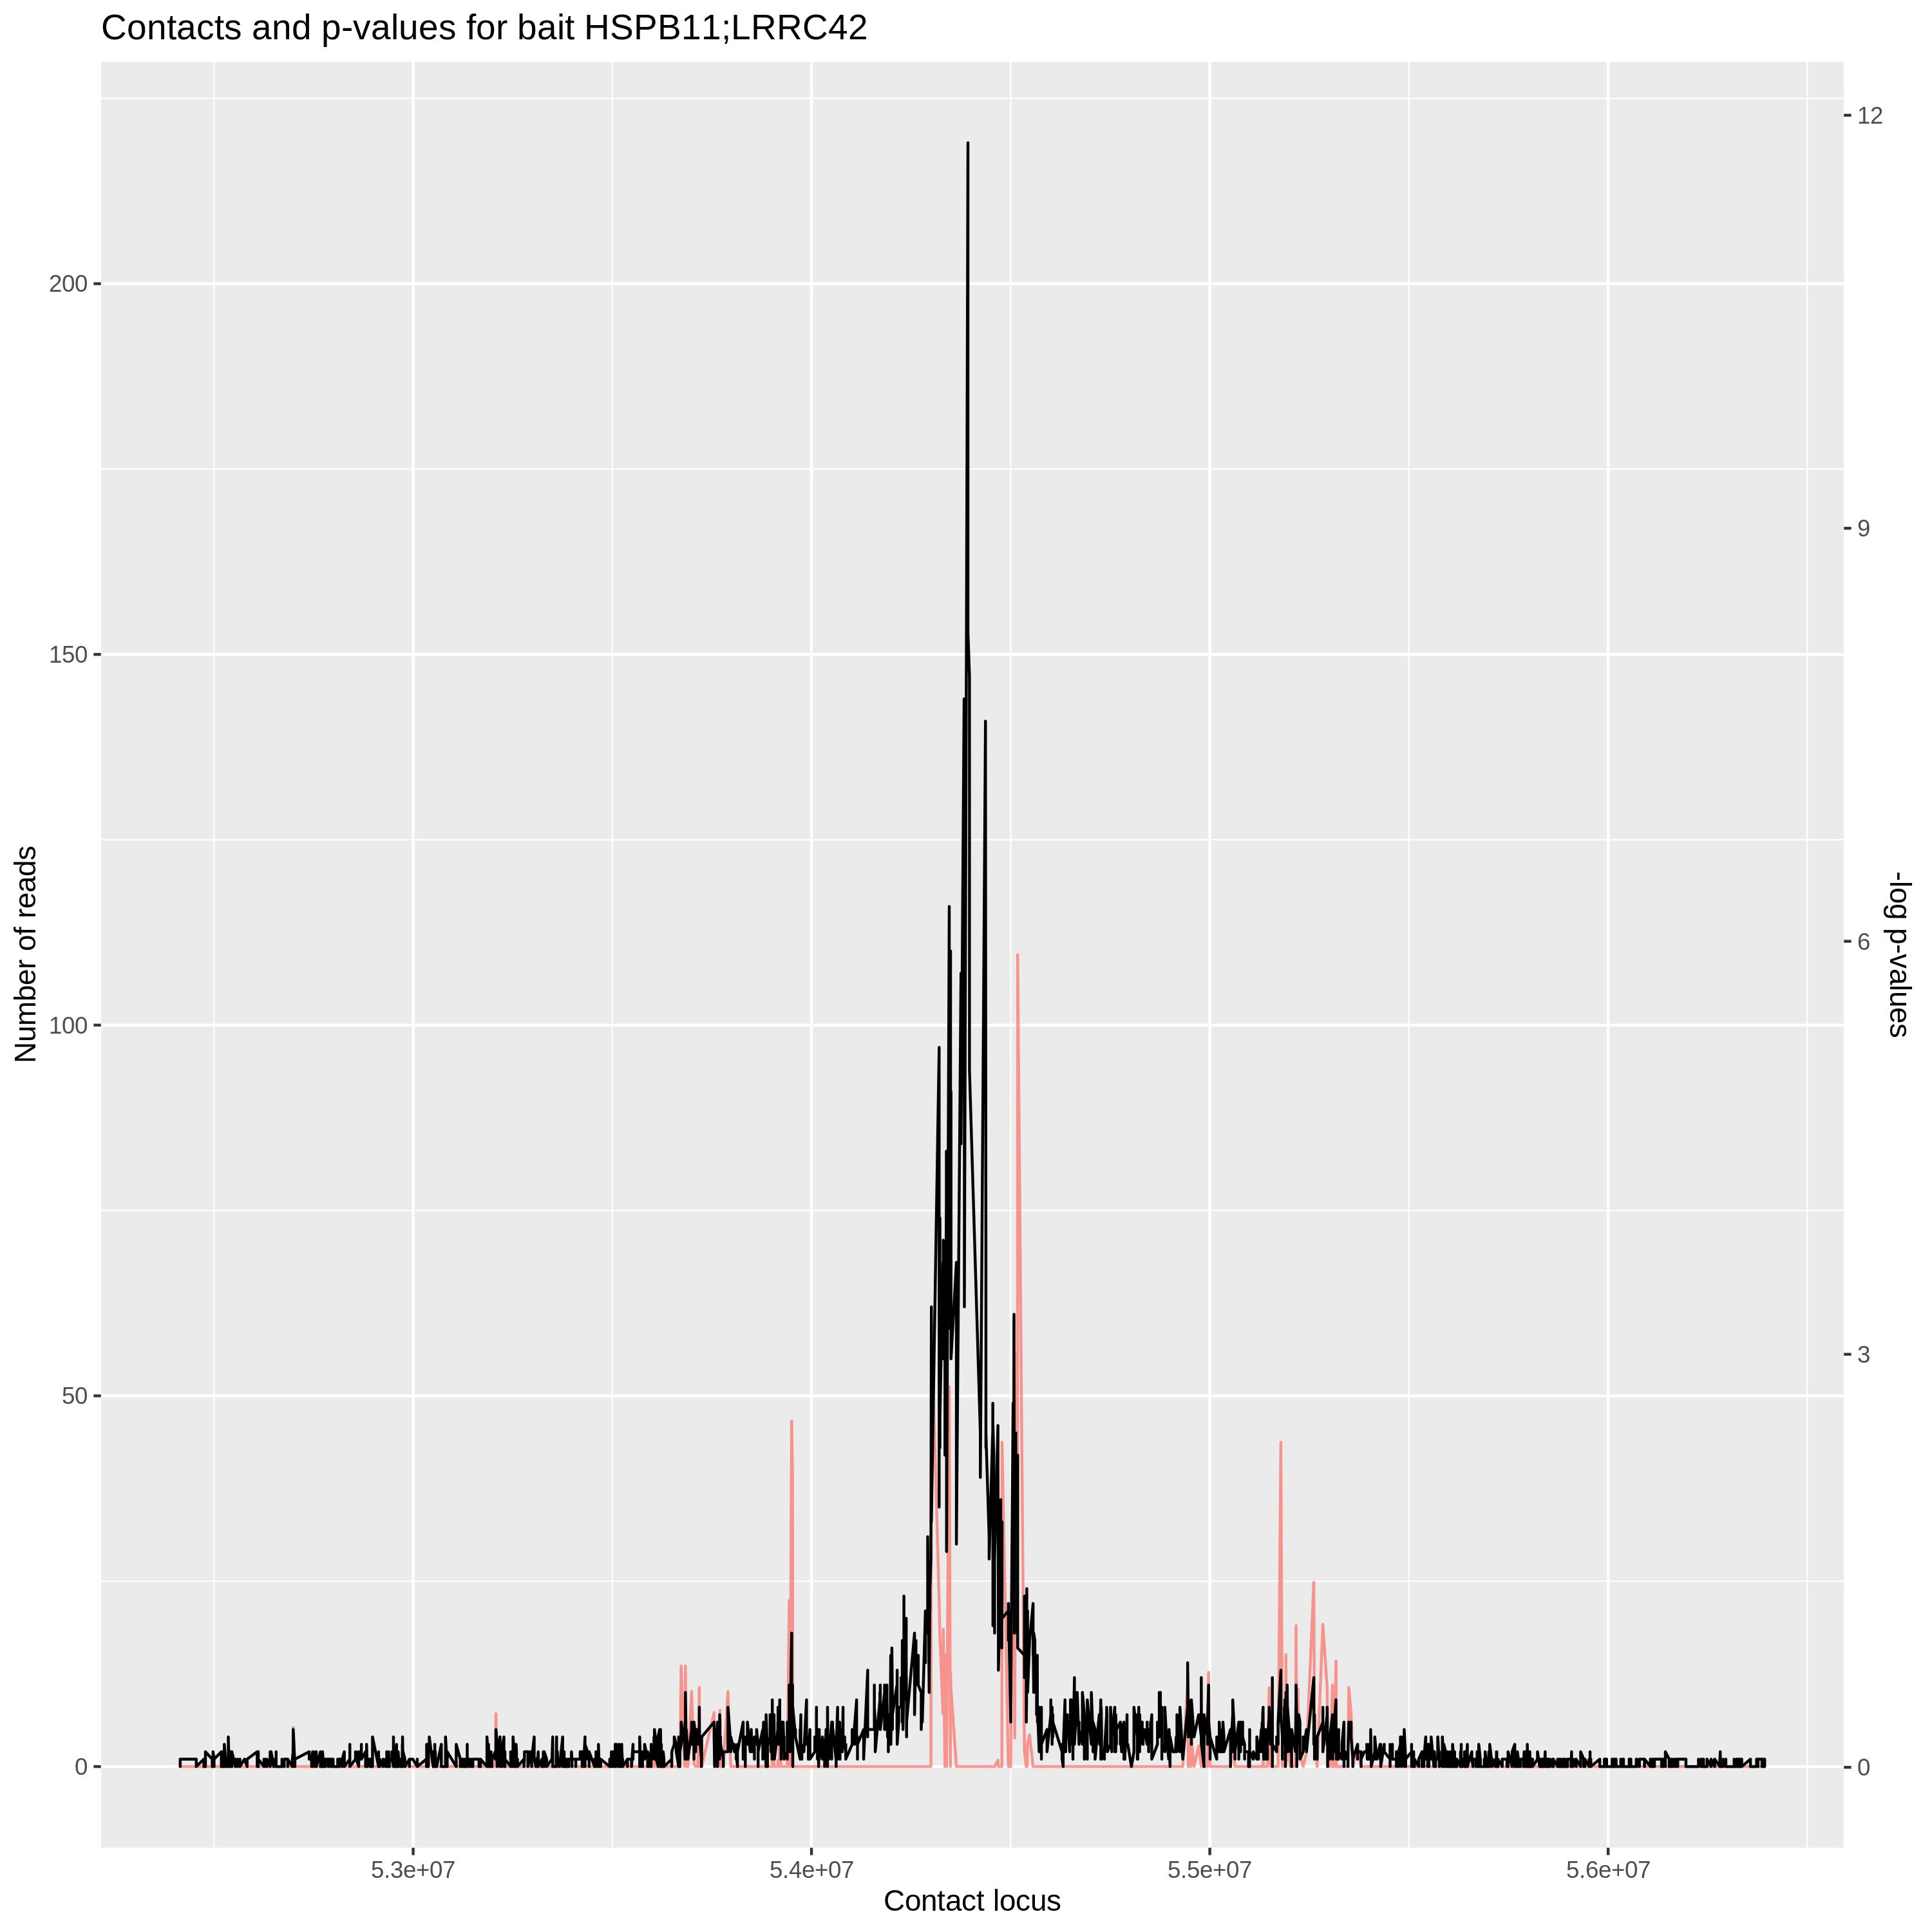 Contacts and p-values for bait HSPB11;LRRC42
Number of reads
200
150
100
50
0
12
9
6
3
0
-log p-values
5.3e+07 5.4e+07 5.5e+07 5.6e+07
Contact locus